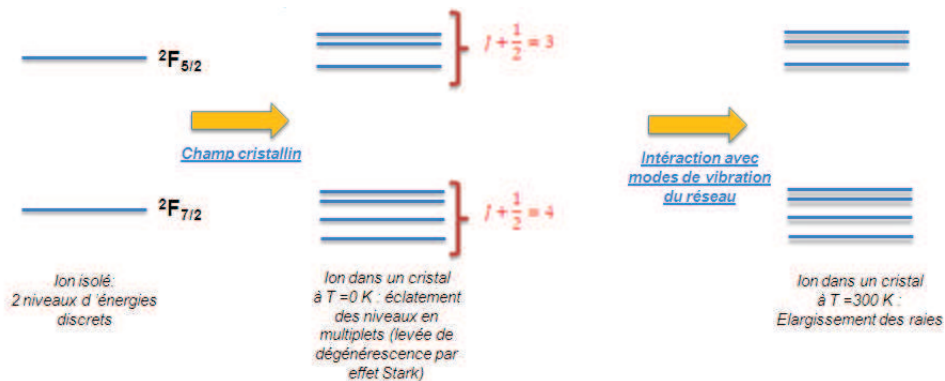 ²F₅/₂
J + 1/2 = 3
Champ cristallin
Intéraction avec
modes de vibration
du réseau
²F₇/₂
J + 1/2 = 4
Ion isolé:
2 niveaux d ’énergies
discrets
Ion dans un cristal
à T =0 K : éclatement
des niveaux en
multiplets (levée de
dégénérescence par
effet Stark)
Ion dans un cristal
à T =300 K :
Elargissement des raies